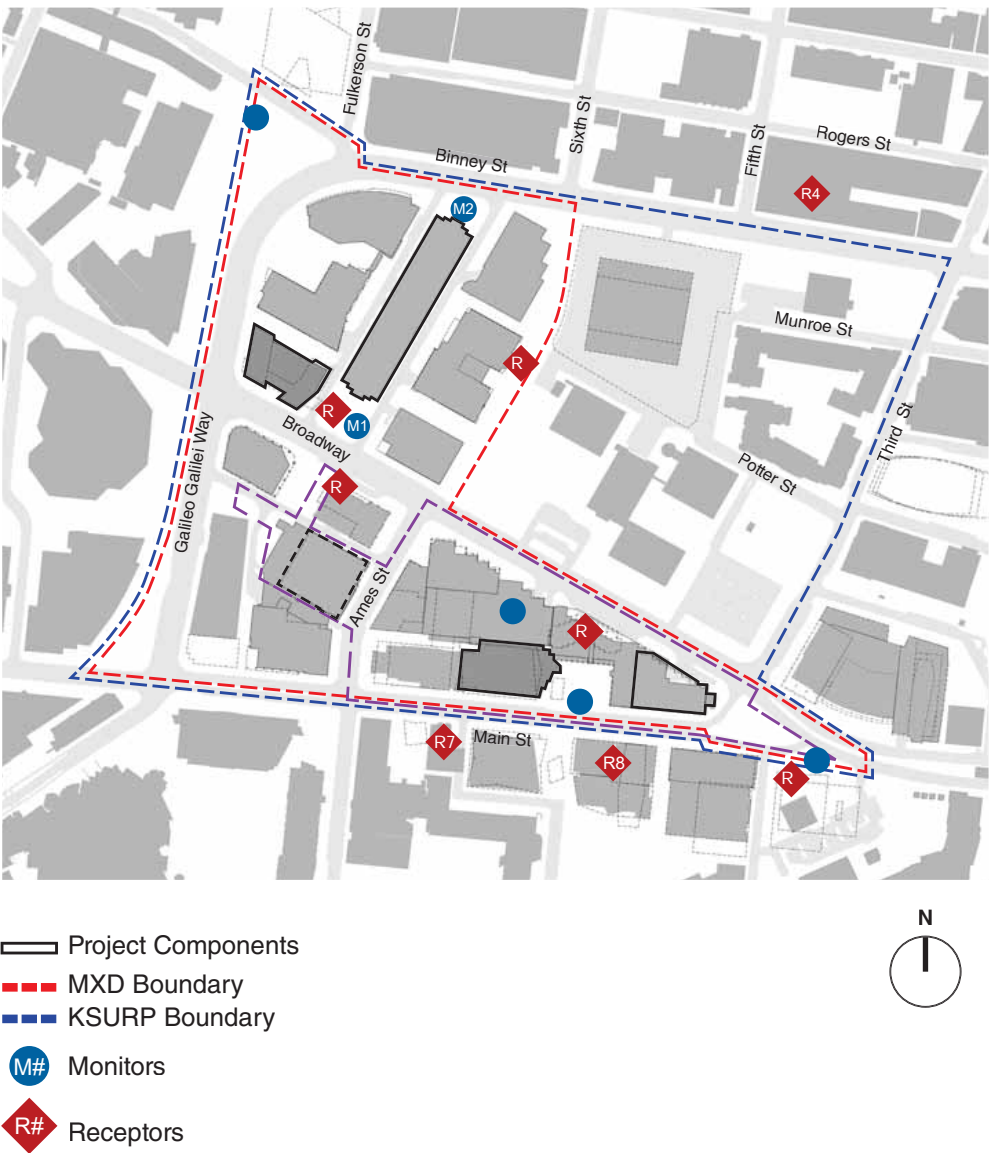 Fulkerson St
Sixth St
Fifth St
Rogers St
Binney St
R4
M2
Munroe St
R
R
M1
Broadway
Third St
Galileo Galilei Way
Potter St
R
Ames St
R
R7
Main St
R8
R
N
Project Components
MXD Boundary
KSURP Boundary
M# Monitors
R# Receptors